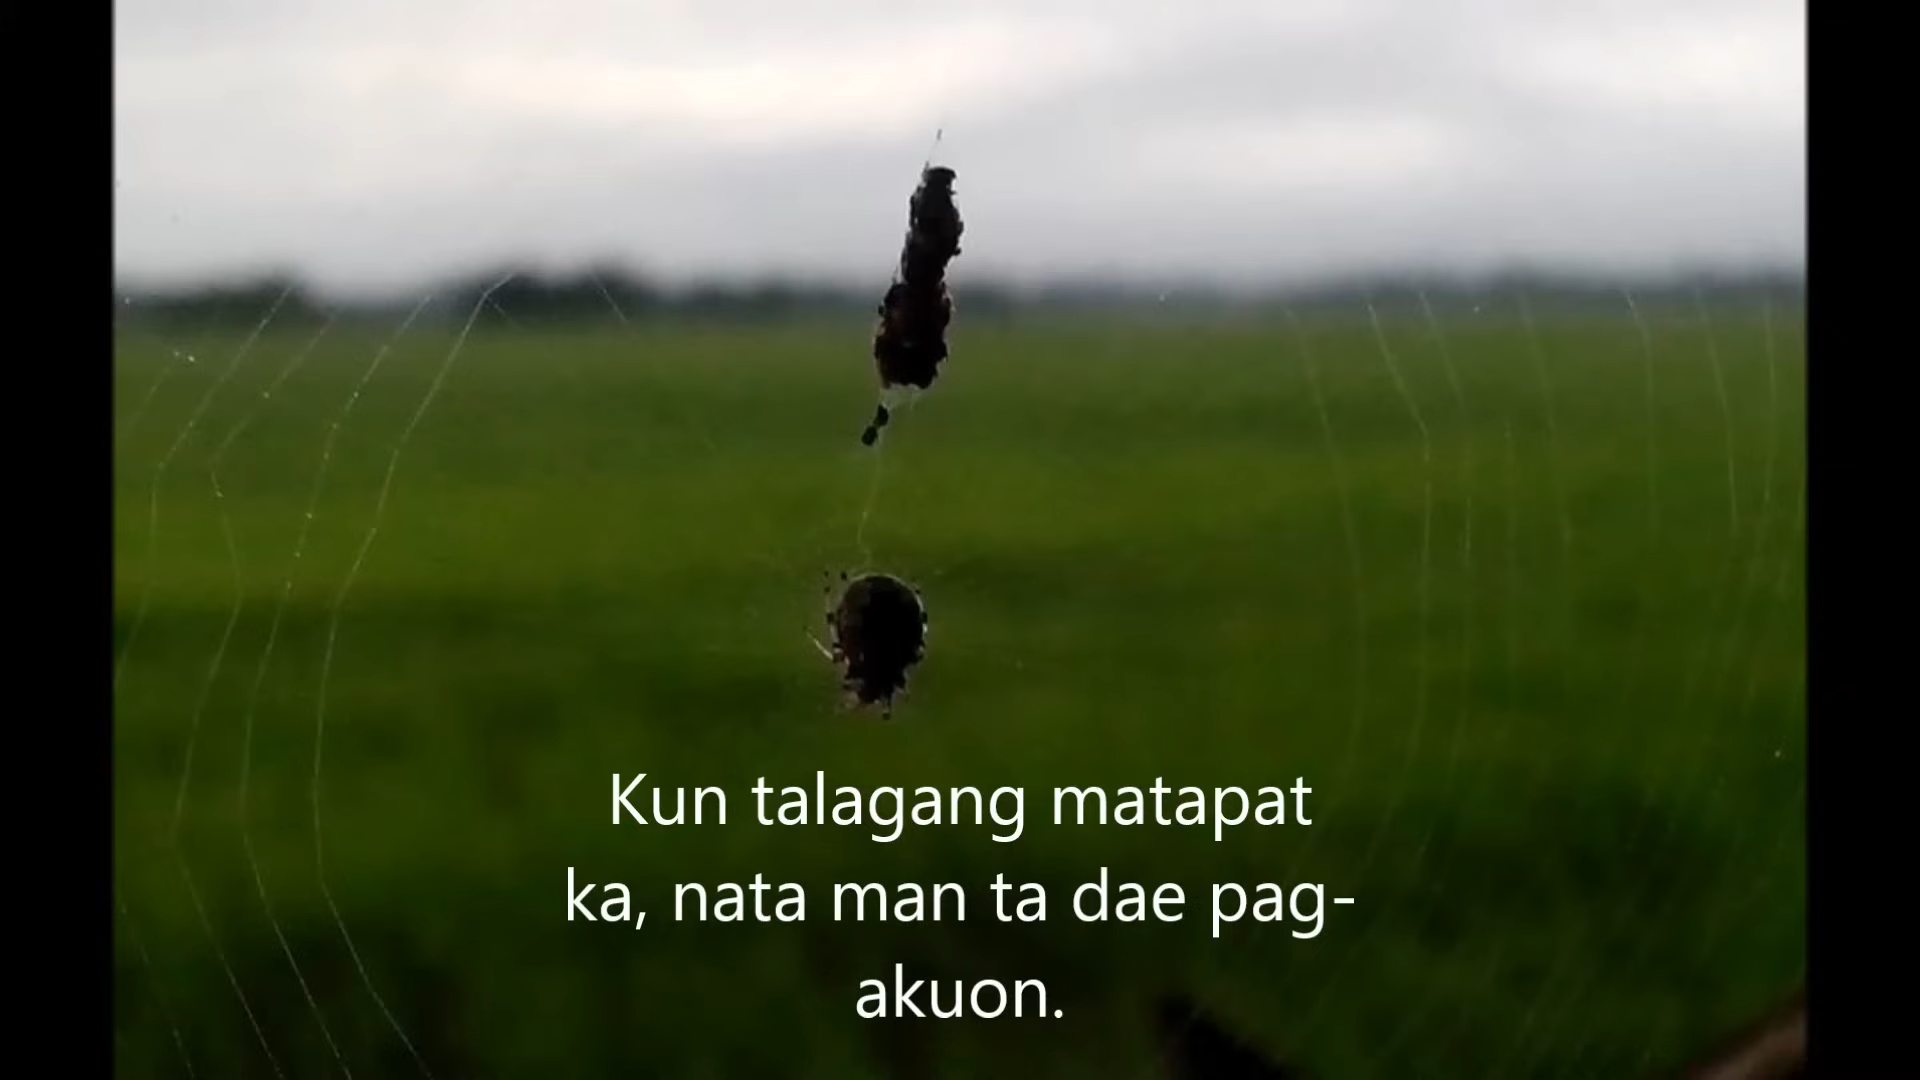 Kun talagang matapat
ka, nata man ta dae pag-
akuon.